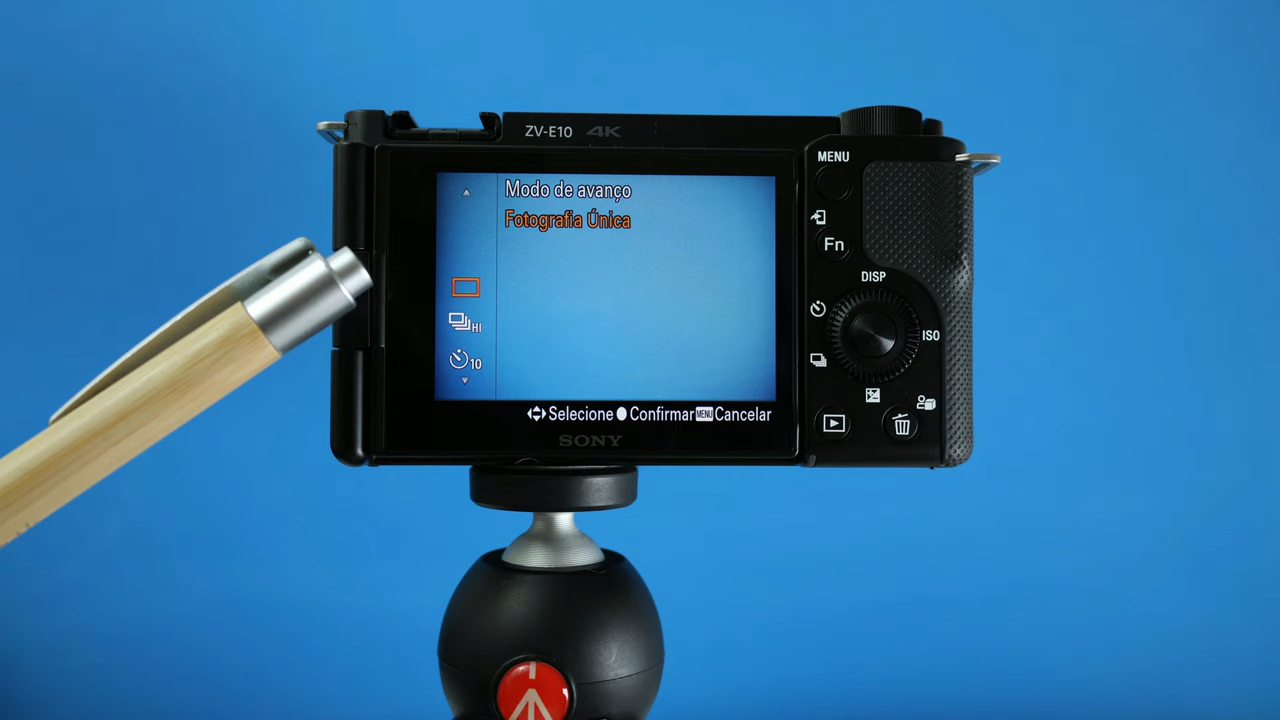 ZV-E10 4K
MENU
Modo de avanço
Fotografia Única
Fn
DISP
HI
ISO
10
Selecione Confirmar MENU Cancelar
SONY